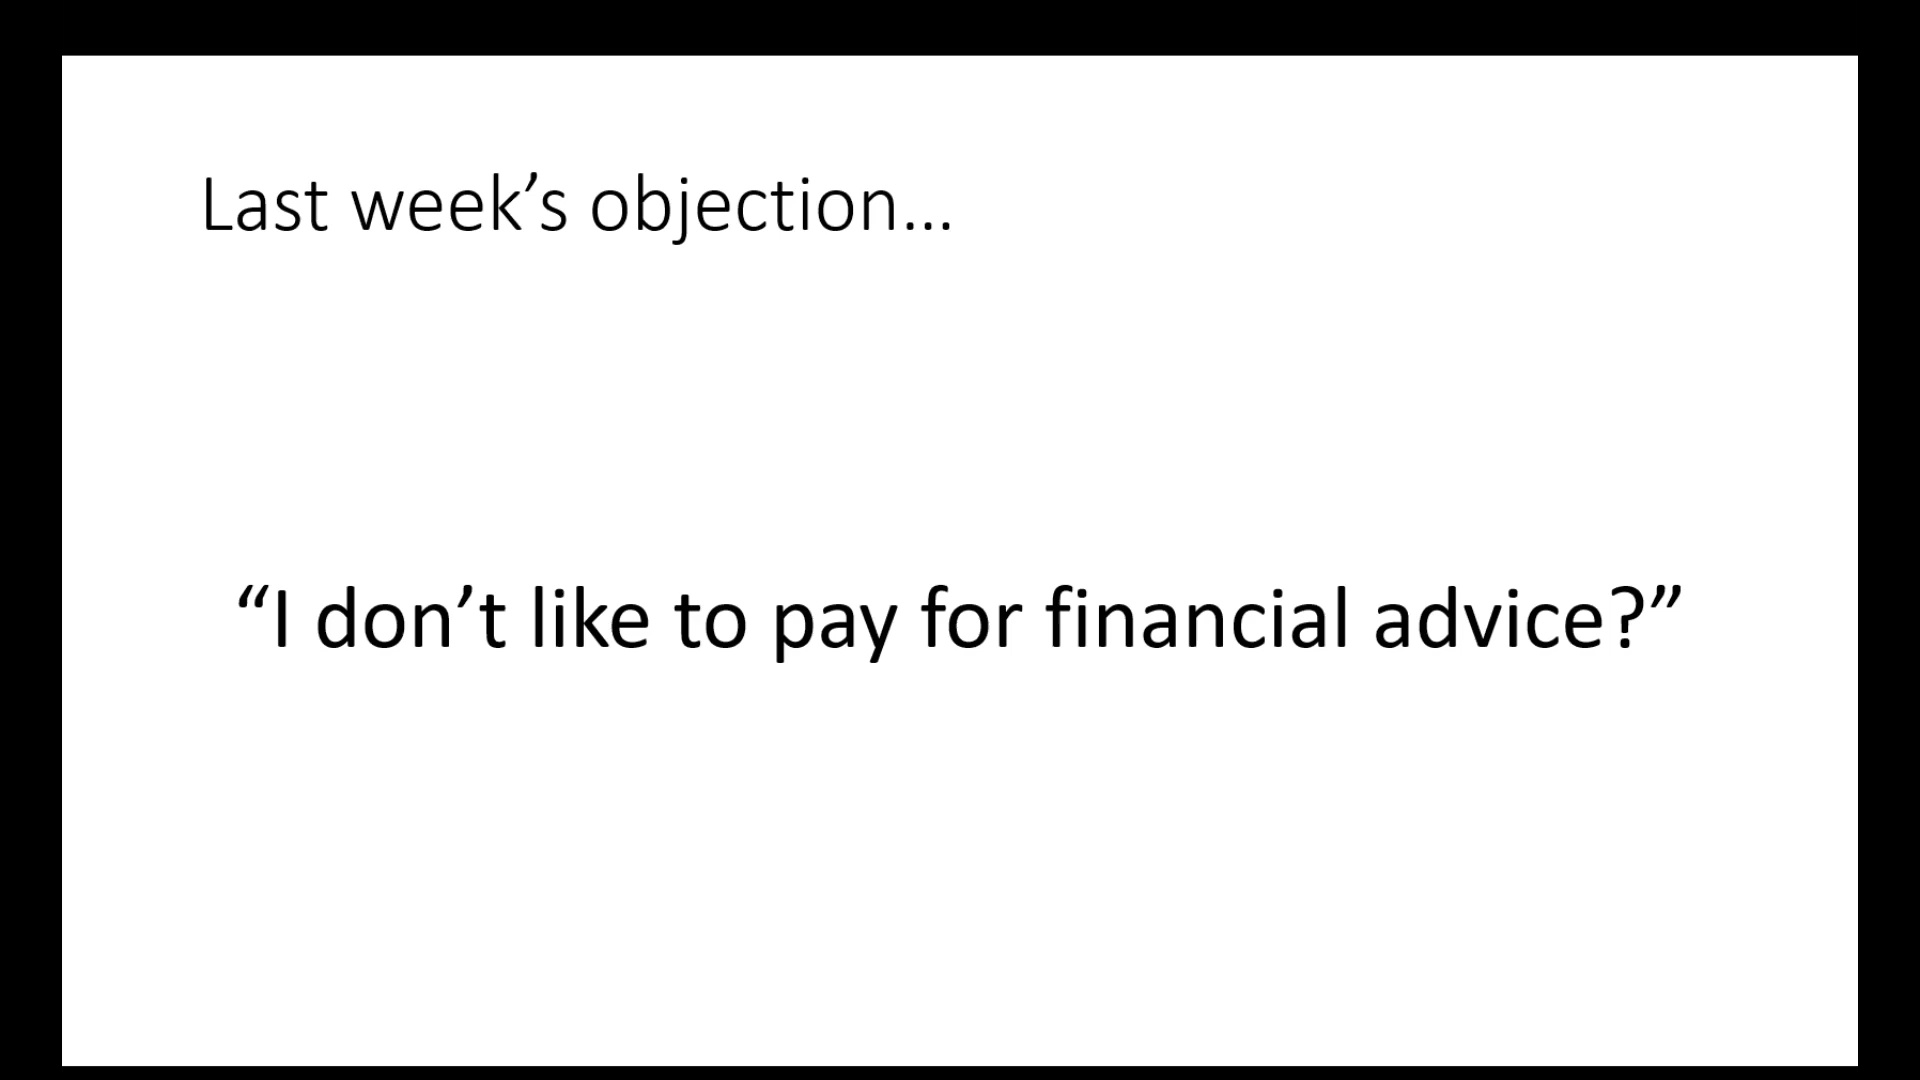 Last week’s objection…
“I don’t like to pay for financial advice?”